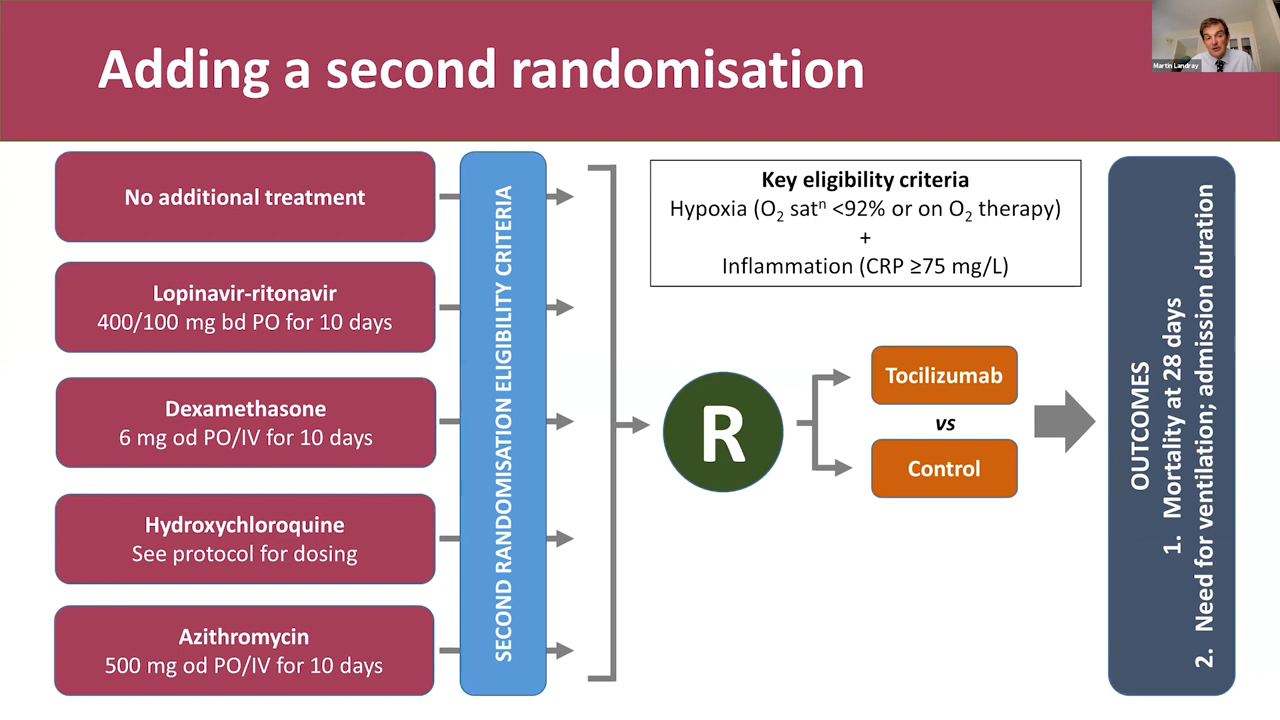 Adding a second randomisation
Martin Landray
No additional treatment
Lopinavir-ritonavir
400/100 mg bd PO for 10 days
Dexamethasone
6 mg od PO/IV for 10 days
Hydroxychloroquine
See protocol for dosing
Azithromycin
500 mg od PO/IV for 10 days
SECOND RANDOMISATION ELIGIBILITY CRITERIA
Key eligibility criteria
Hypoxia (O₂ satⁿ <92% or on O₂ therapy)
+
Inflammation (CRP ≥75 mg/L)
R
Tocilizumab
vs
Control
OUTCOMES
1. Mortality at 28 days
2. Need for ventilation; admission duration